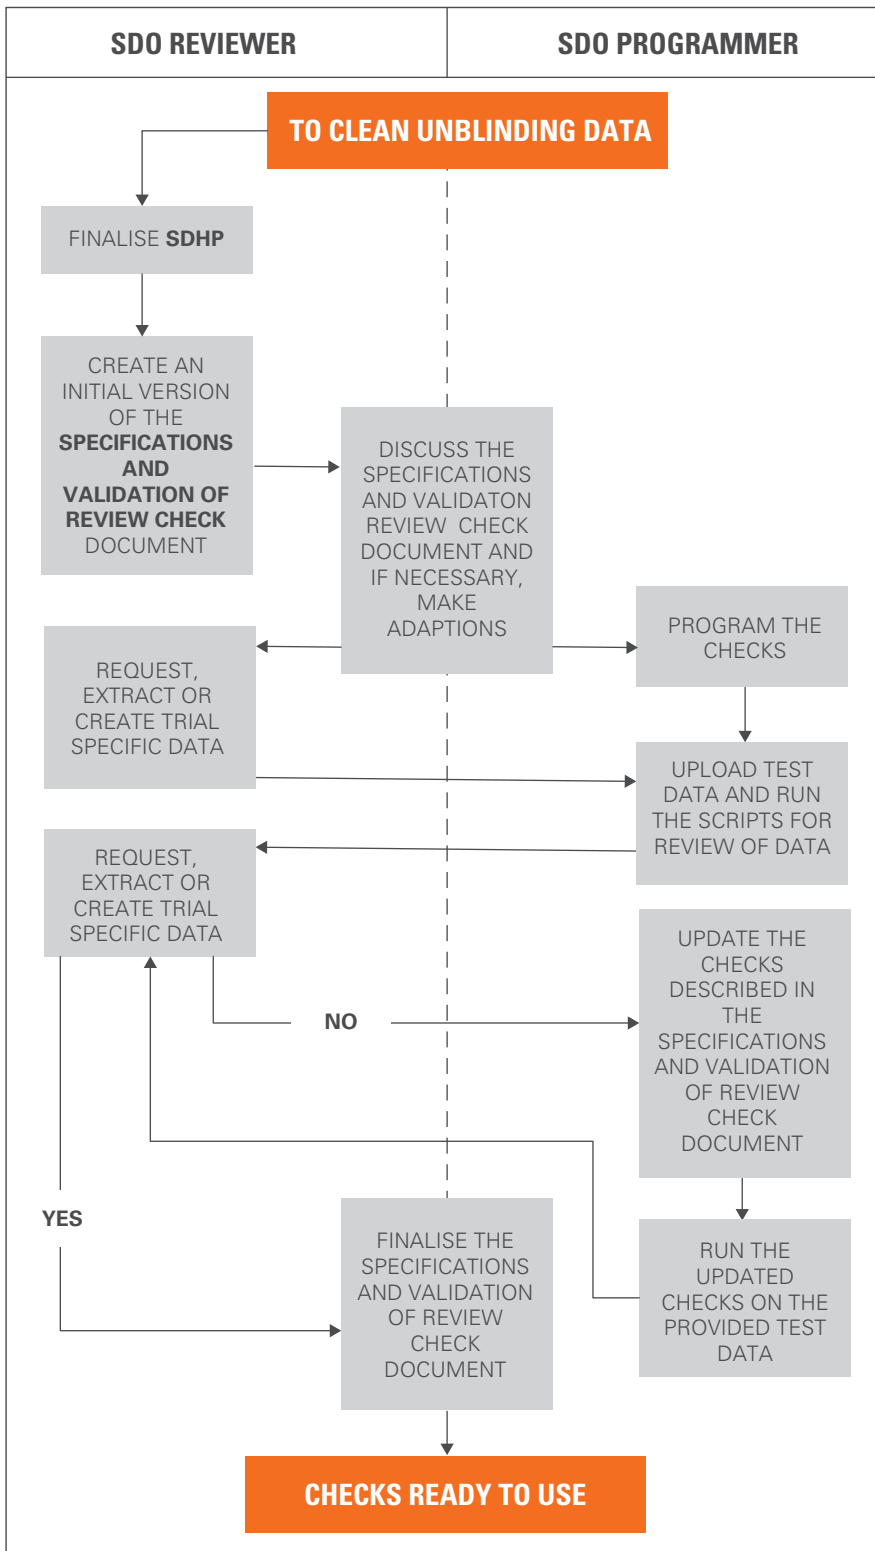 SDO REVIEWER
SDO PROGRAMMER
TO CLEAN UNBLINDING DATA
FINALISE SDHP
CREATE AN
INITIAL VERSION
OF THE
SPECIFICATIONS
AND
VALIDATION OF
REVIEW CHECK
DOCUMENT
DISCUSS THE
SPECIFICATIONS
AND VALIDATON
REVIEW CHECK
DOCUMENT AND
IF NECESSARY,
MAKE
ADAPTIONS
PROGRAM THE
CHECKS
REQUEST,
EXTRACT OR
CREATE TRIAL
SPECIFIC DATA
UPLOAD TEST
DATA AND RUN
THE SCRIPTS FOR
REVIEW OF DATA
REQUEST,
EXTRACT OR
CREATE TRIAL
SPECIFIC DATA
UPDATE THE
CHECKS
DESCRIBED IN
THE
SPECIFICATIONS
AND VALIDATION
OF REVIEW
CHECK
DOCUMENT
NO
YES
FINALISE THE
SPECIFICATIONS
AND VALIDATION
OF REVIEW
CHECK
DOCUMENT
RUN THE
UPDATED
CHECKS ON THE
PROVIDED TEST
DATA
CHECKS READY TO USE